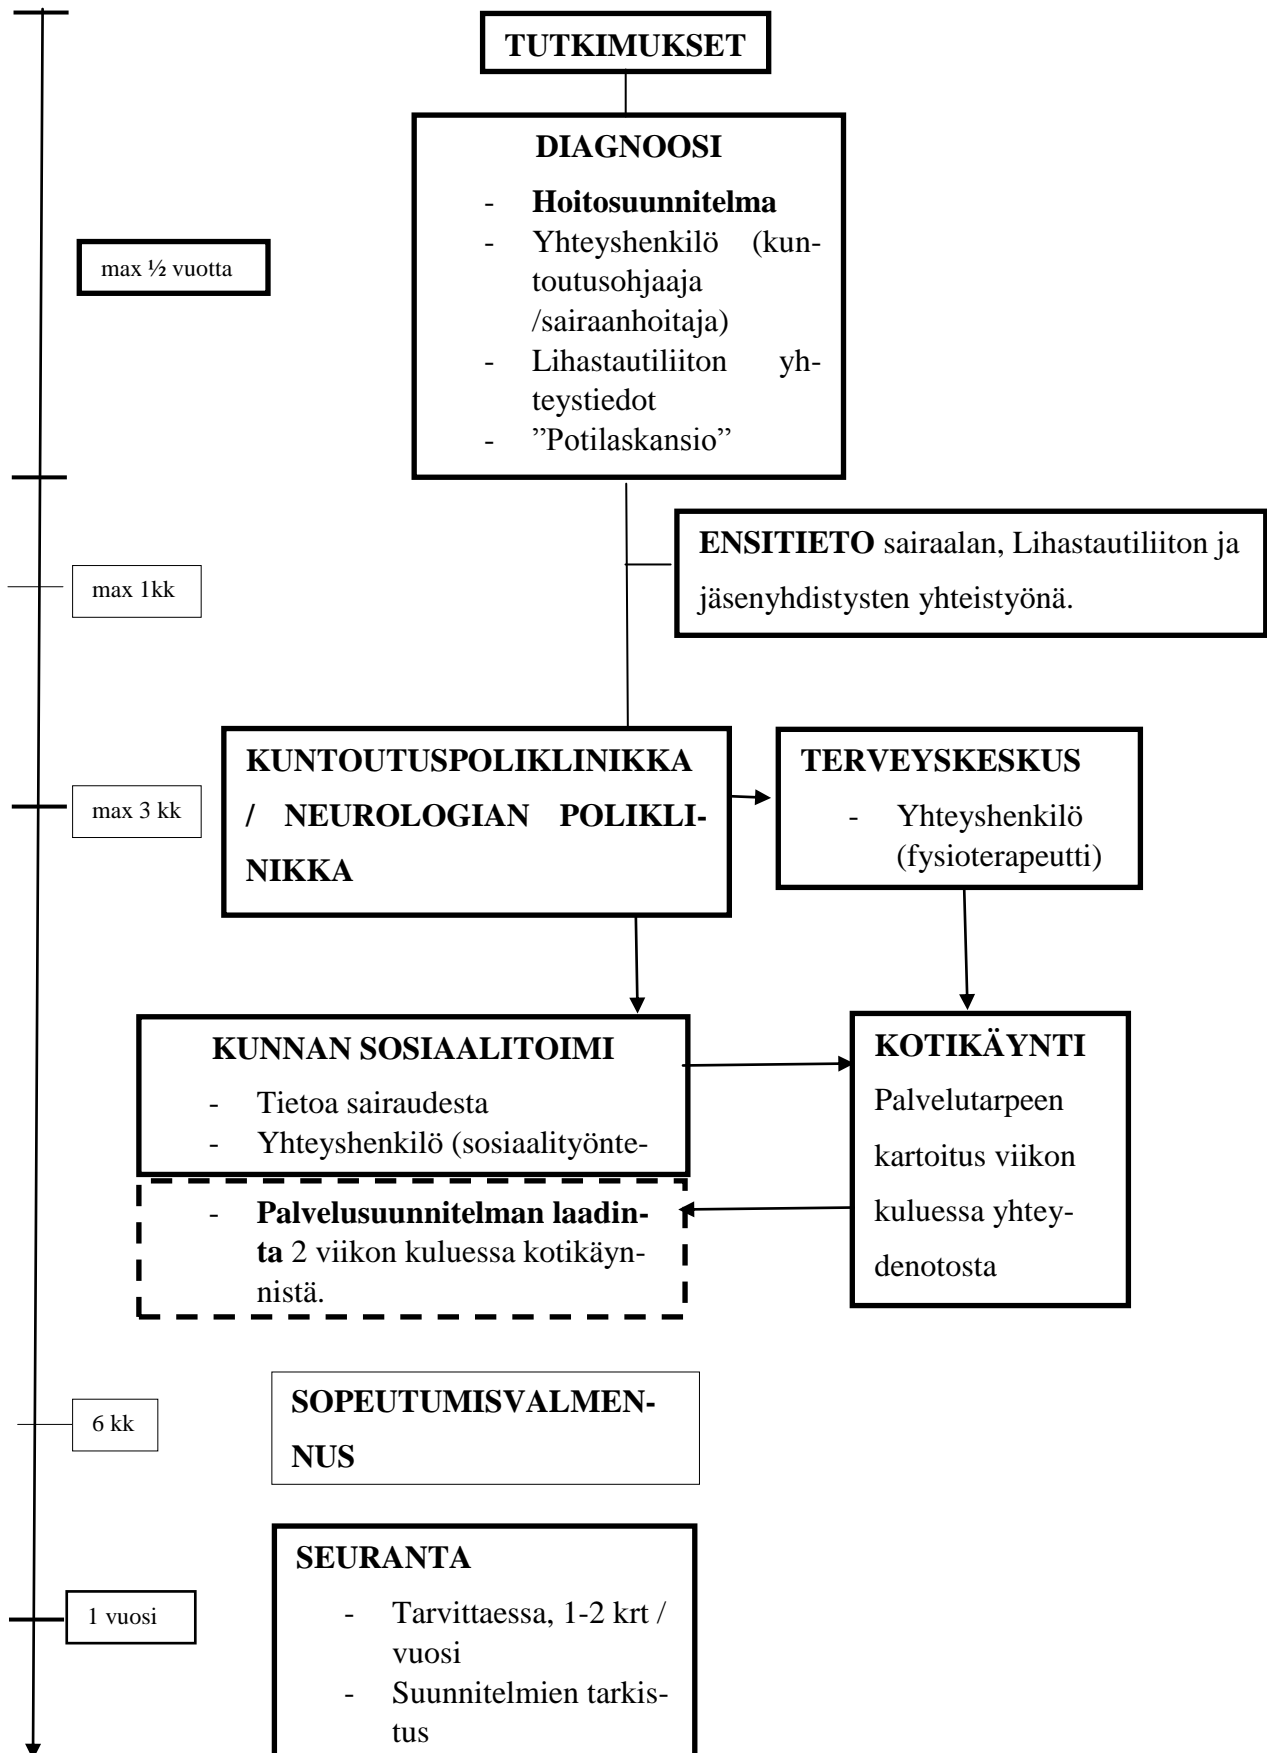 TUTKIMUKSET
DIAGNOOSI
- Hoitosuunnitelma
- Yhteyshenkilö (kun-
toutusohjaaja
/sairaanhoitaja)
- Lihastautiliiton yh-
teystiedot
- ”Potilaskansio”
max ½ vuotta
ENSITIETO sairaalan, Lihastautiliiton ja
jäsenyhdistysten yhteistyönä.
max 1kk
KUNTOUTUSPOLIKLINIKKA
/ NEUROLOGIAN POLIKLI-
NIKKA
TERVEYSKESKUS
- Yhteyshenkilö
(fysioterapeutti)
max 3 kk
KUNNAN SOSIAALITOIMI
- Tietoa sairaudesta
- Yhteyshenkilö (sosiaalityönte-
- Palvelusuunnitelman laadin-
ta 2 viikon kuluessa kotikäyn-
nistä.
KOTIKÄYNTI
Palvelutarpeen
kartoitus viikon
kuluessa yhtey-
denotosta
6 kk
SOPEUTUMISVALMEN-
NUS
1 vuosi
SEURANTA
- Tarvittaessa, 1-2 krt /
vuosi
- Suunnitelmien tarkis-
tus